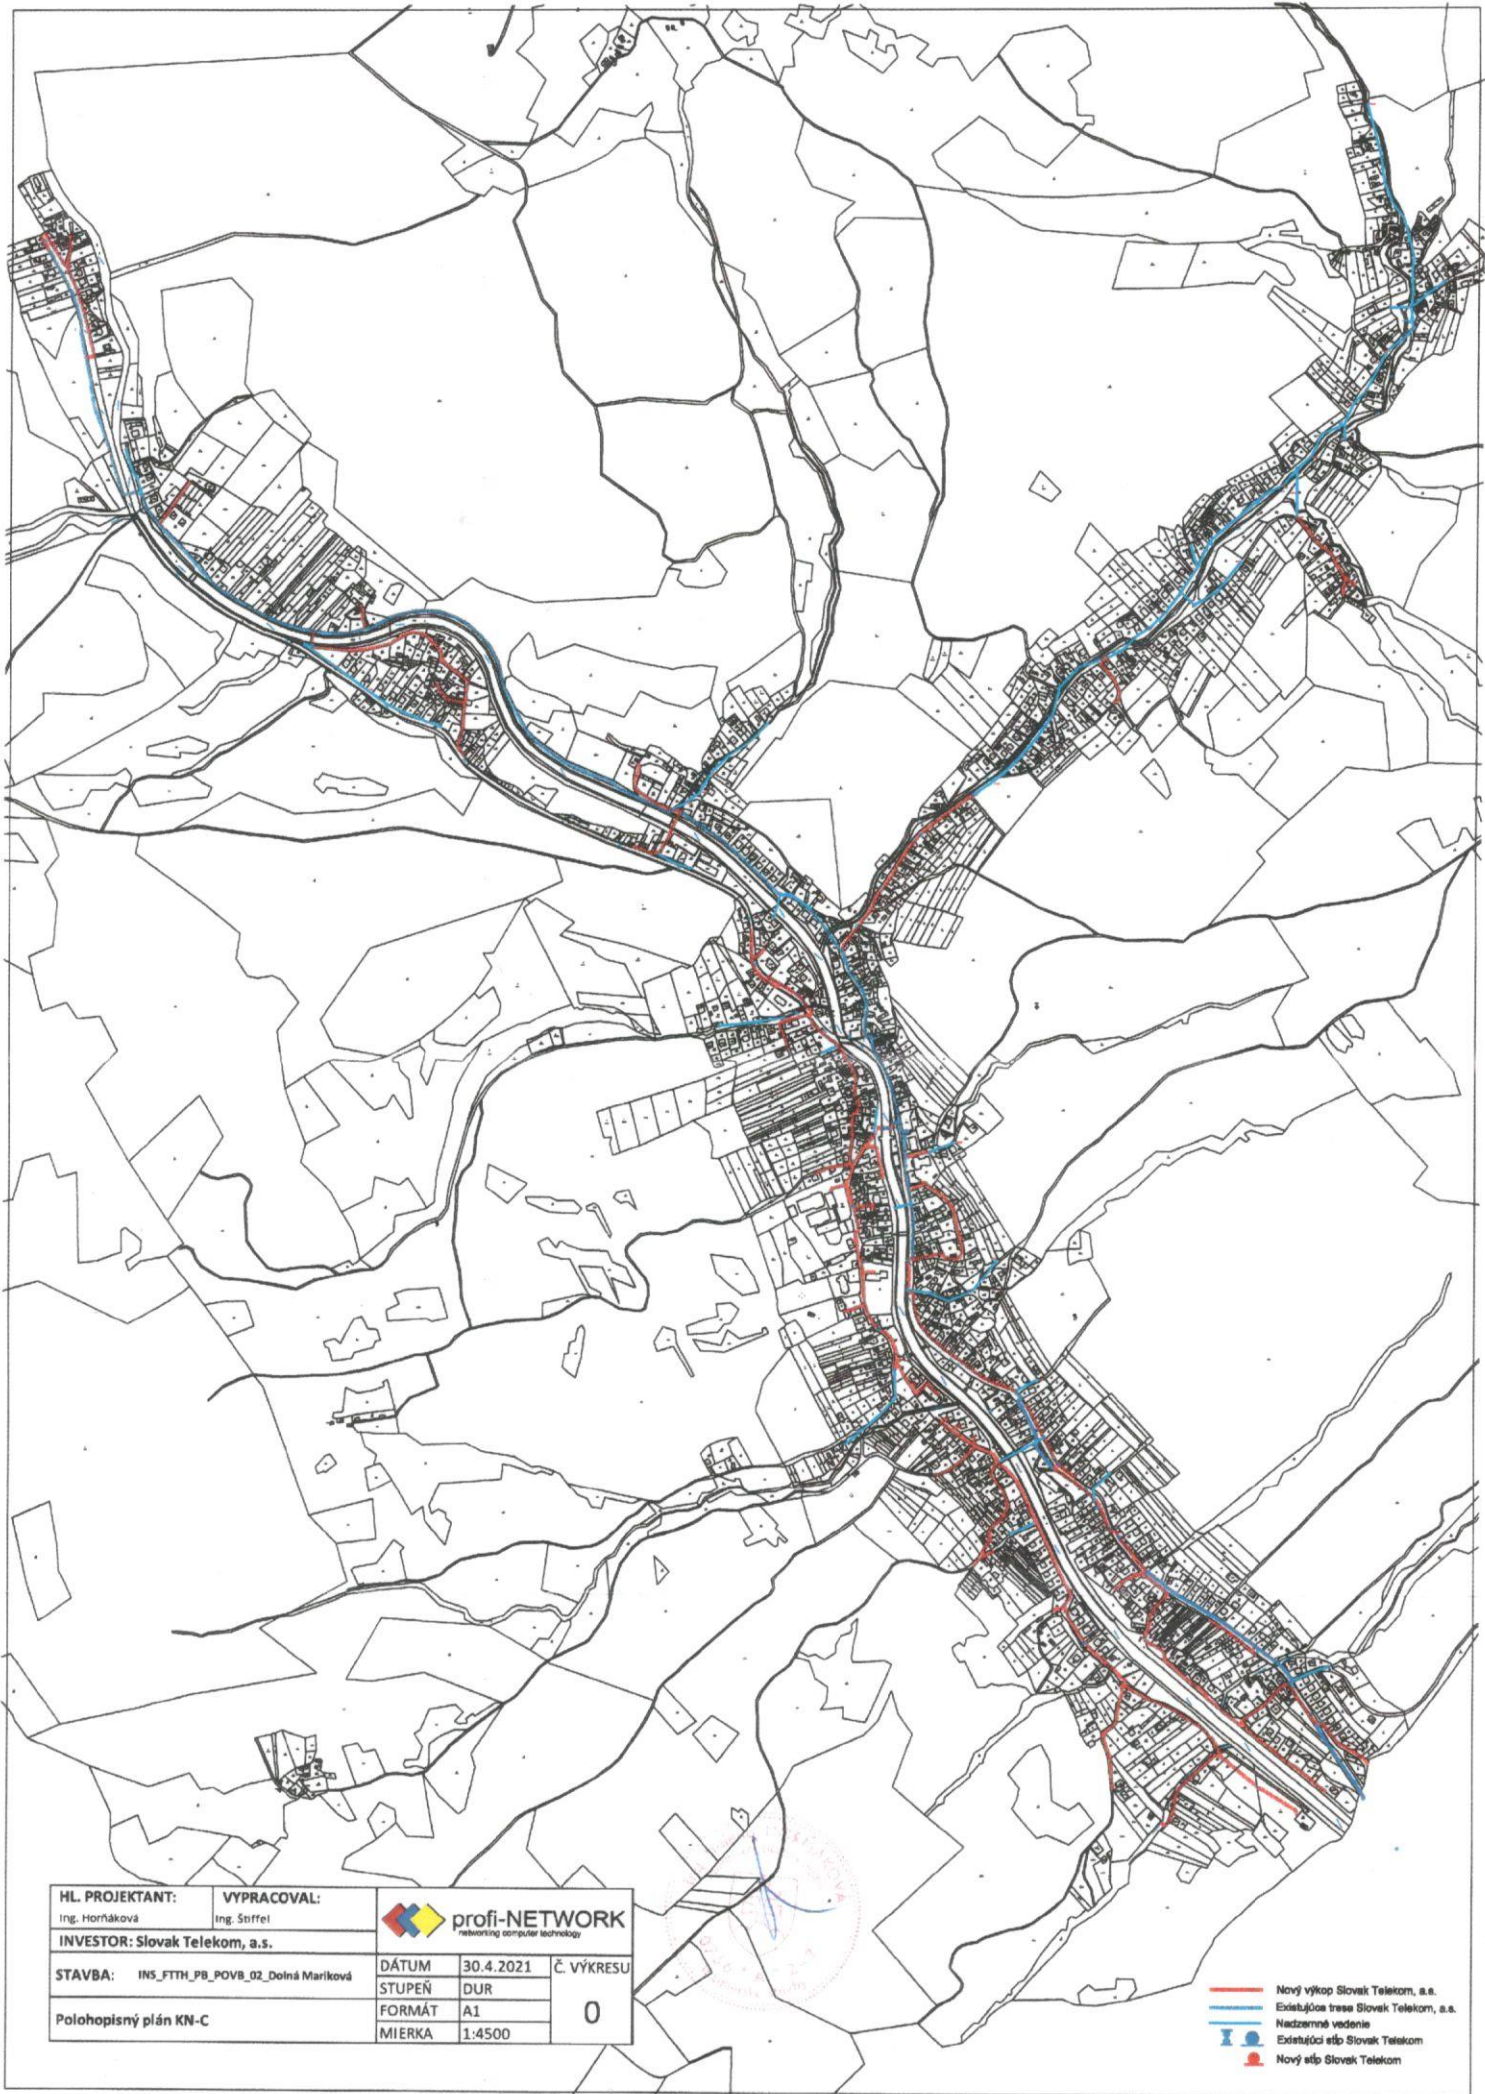 HL. PROJEKTANT:
Ing. Horňáková
VYPRACOVAL:
Ing. Štiffel
profi-NETWORK
networking computer technology
INVESTOR: Slovak Telekom, a.s.
STAVBA: INS_FTTH_PB_POVB_02_Dolná Mariková
DÁTUM 30.4.2021
Č. VÝKRESU
STUPEŇ DUR
0
Polohopisný plán KN-C
FORMÁT A1
MIERKA 1:4500
Nový výkop Slovak Telekom, a.s.
Existujúca trasa Slovak Telekom, a.s.
Nadzemné vedenie
Existujúci stĺp Slovak Telekom
Nový stĺp Slovak Telekom